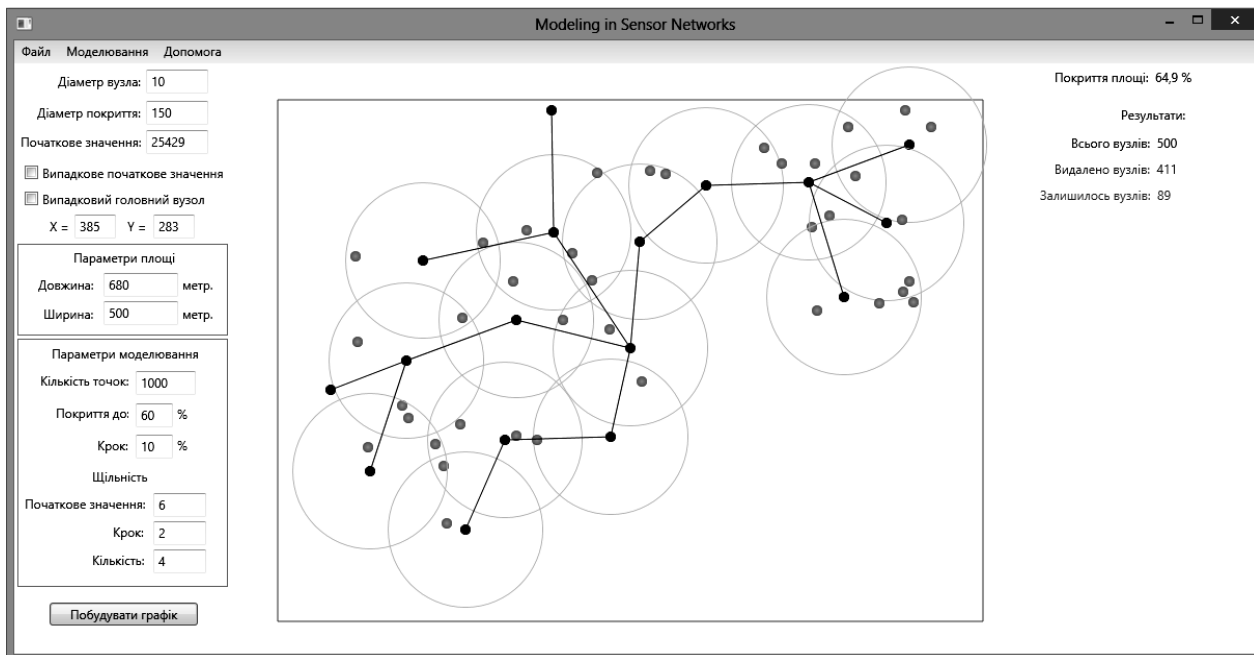 Modeling in Sensor Networks
Файл Моделювання Допомога
Діаметр вузла: 10
Діаметр покриття: 150
Початкове значення: 25429
Випадкове початкове значення
Випадковий головний вузол
X = 385 Y = 283
Параметри площі
Довжина: 680 метр.
Ширина: 500 метр.
Параметри моделювання
Кількість точок: 1000
Покриття до: 60 %
Крок: 10 %
Щільність
Початкове значення: 6
Крок: 2
Кількість: 4
Побудувати графік
Покриття площі: 64,9 %
Результати:
Всього вузлів: 500
Видалено вузлів: 411
Залишилось вузлів: 89